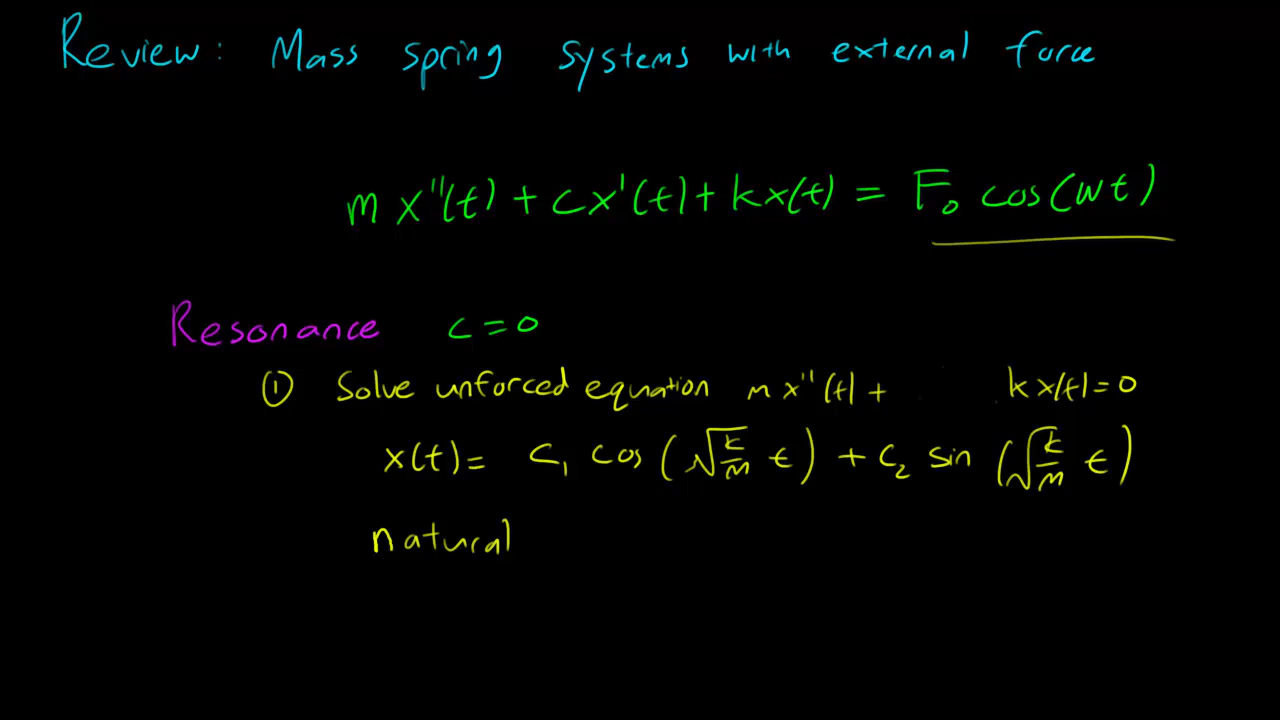 Review: Mass spring systems with external force
m x''(t) + c x'(t) + k x(t) = F₀ cos(wt)
Resonance c = 0
① Solve unforced equation m x''(t) + k x(t) = 0
x(t) = c₁ cos(√(k/m) t) + c₂ sin(√(k/m) t)
natural